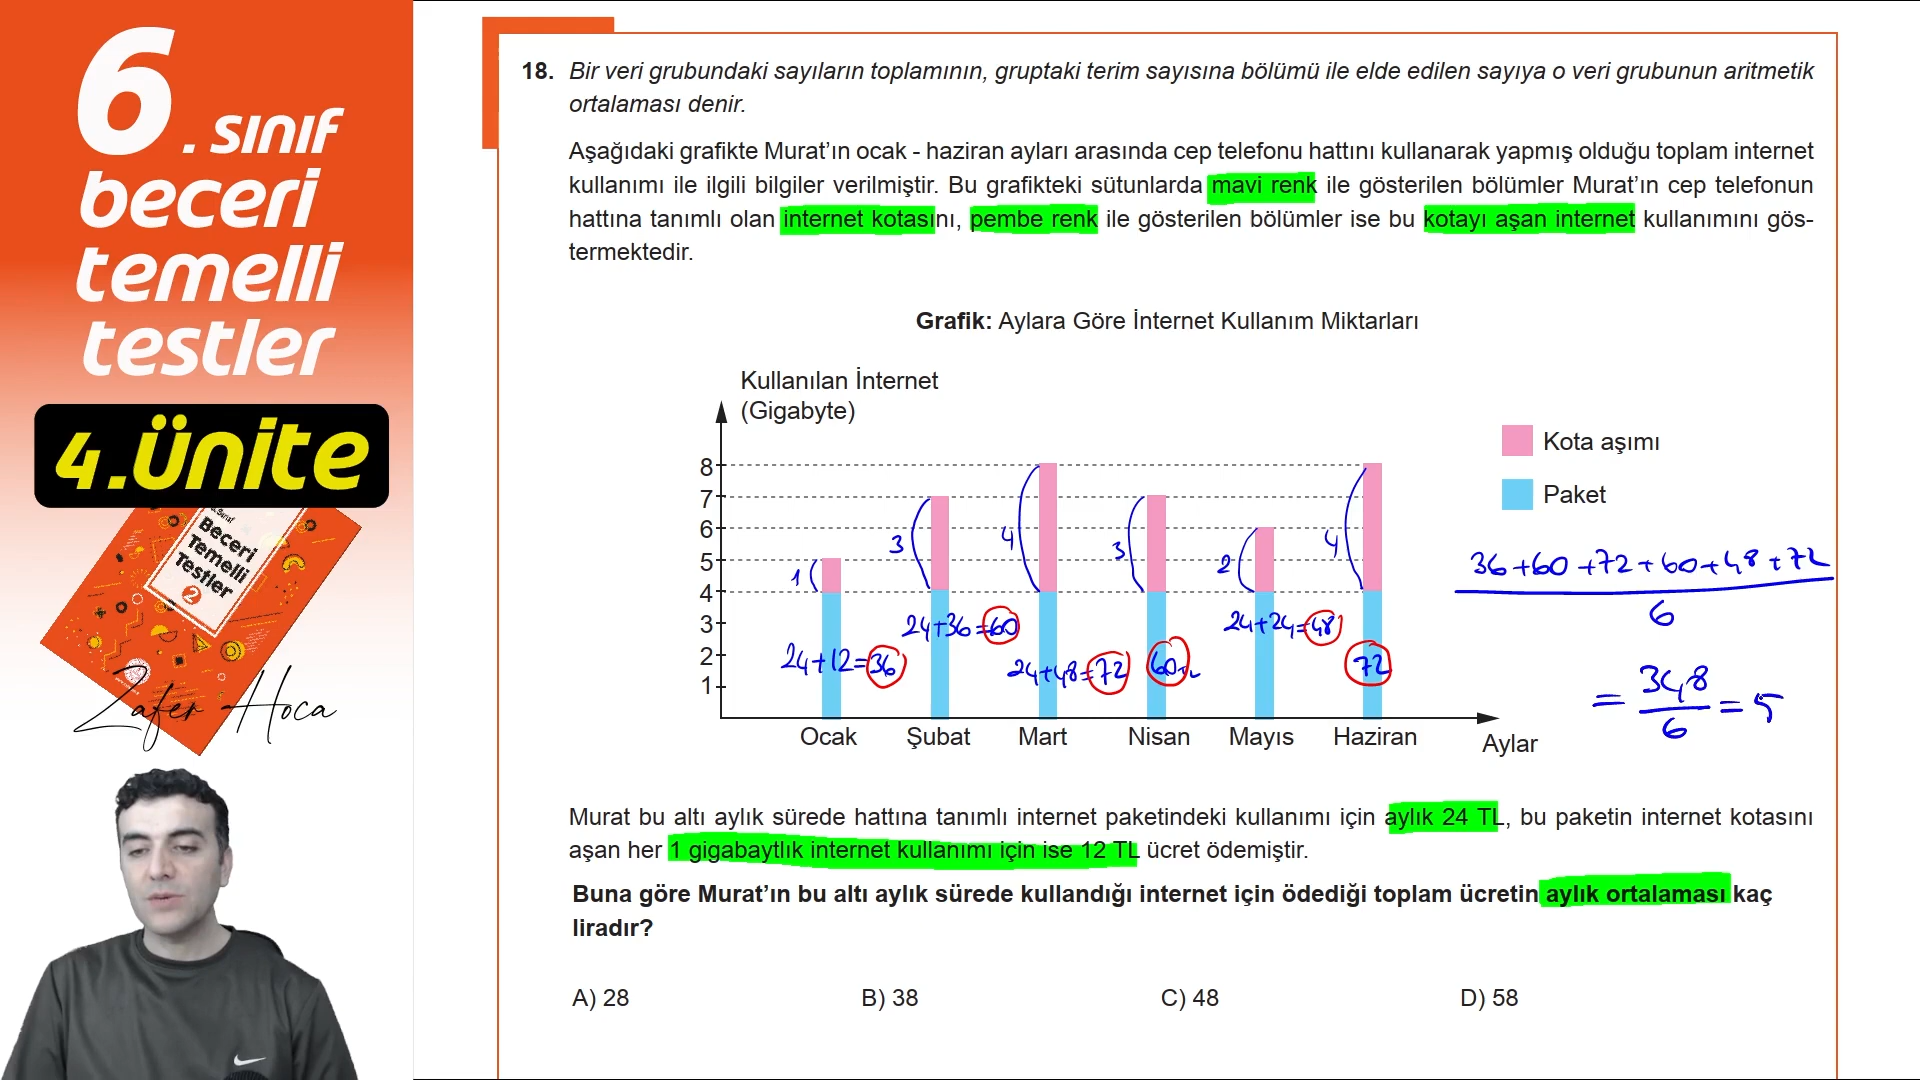 6. sınıf
beceri
temelli
testler
4.Ünite
Beceri
Temelli
Testler
2
Zafer Hoca
18. Bir veri grubundaki sayıların toplamının, gruptaki terim sayısına bölümü ile elde edilen sayıya o veri grubunun aritmetik
ortalaması denir.
Aşağıdaki grafikte Murat’ın ocak - haziran ayları arasında cep telefonu hattını kullanarak yapmış olduğu toplam internet
kullanımı ile ilgili bilgiler verilmiştir. Bu grafikteki sütunlarda mavi renk ile gösterilen bölümler Murat’ın cep telefonun
hattına tanımlı olan internet kotasını, pembe renk ile gösterilen bölümler ise bu kotayı aşan internet kullanımını gös-
termektedir.
Grafik: Aylara Göre İnternet Kullanım Miktarları
Kullanılan İnternet
(Gigabyte)
8
7
6
5
4
3
2
1
1
3
4
3
2
4
24+12=36
24+36=60
24+48=72
60TL
24+24=48
72
Ocak Şubat Mart Nisan Mayıs Haziran
Aylar
Kota aşımı
Paket
36+60+72+60+48+72
6
= 348
6
= 5
Murat bu altı aylık sürede hattına tanımlı internet paketindeki kullanımı için aylık 24 TL, bu paketin internet kotasını
aşan her 1 gigabaytlık internet kullanımı için ise 12 TL ücret ödemiştir.
Buna göre Murat’ın bu altı aylık sürede kullandığı internet için ödediği toplam ücretin aylık ortalaması kaç
liradır?
A) 28 B) 38 C) 48 D) 58